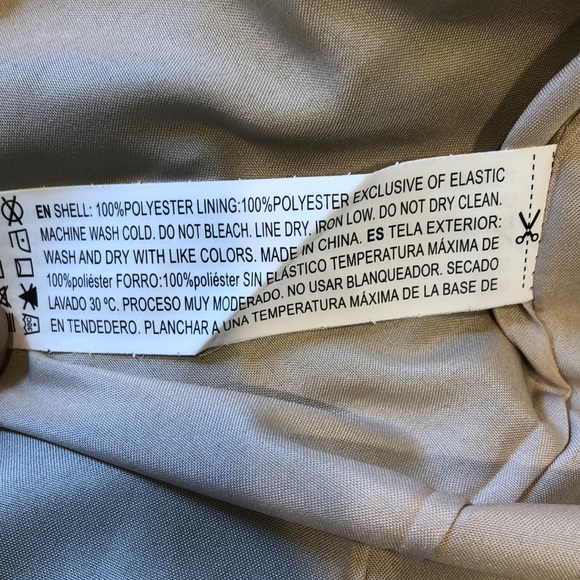 EN SHELL: 100%POLYESTER LINING:100%POLYESTER EXCLUSIVE OF ELASTIC
MACHINE WASH COLD. DO NOT BLEACH. LINE DRY, IRON LOW. DO NOT DRY CLEAN.
WASH AND DRY WITH LIKE COLORS. MADE IN CHINA. ES TELA EXTERIOR:
100%poliéster FORRO:100%poliéster SIN ELÁSTICO TEMPERATURA MÁXIMA DE
LAVADO 30 ºC. PROCESO MUY MODERADO. NO USAR BLANQUEADOR. SECADO
EN TENDEDERO. PLANCHAR A UNA TEMPERATURA MÁXIMA DE LA BASE DE